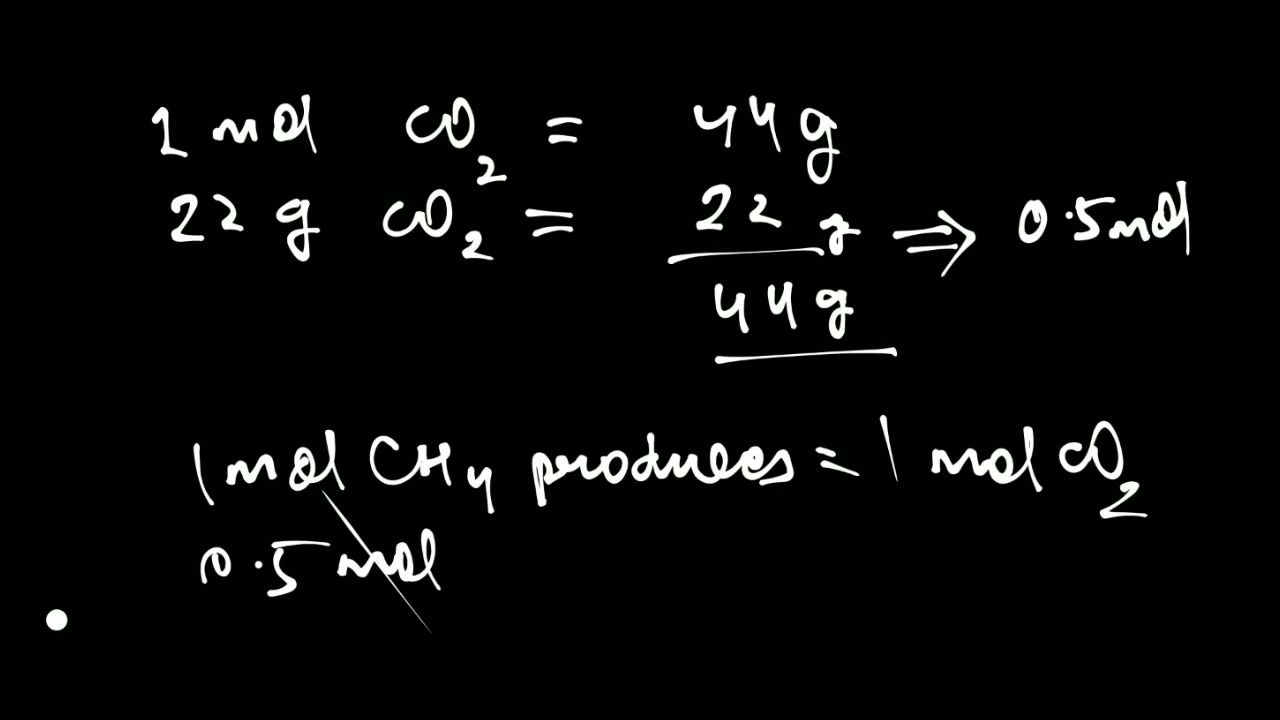 1 mol CO2 = 44g
22 g CO2 = 22 g / 44 g ⇒ 0.5 mol
1 mol CH4 produces = 1 mol CO2
0.5 mol